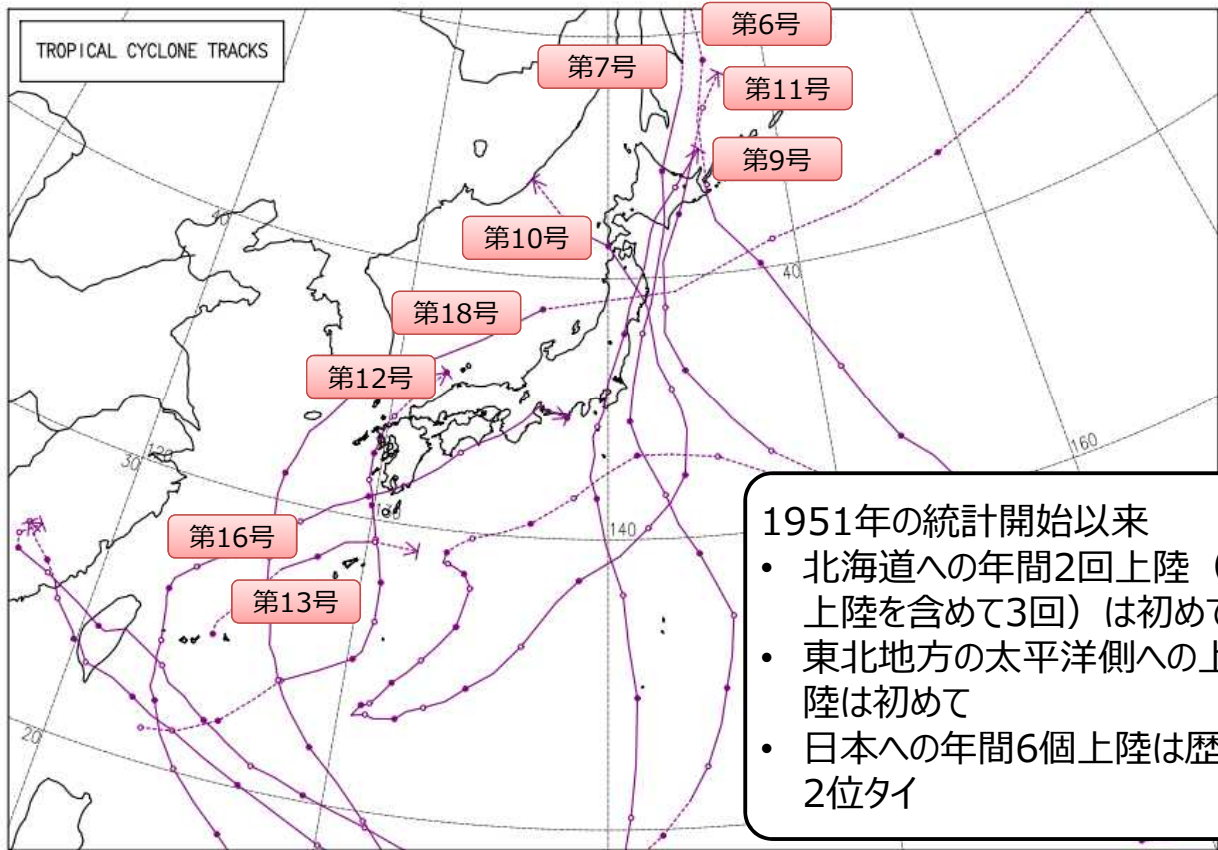 TROPICAL CYCLONE TRACKS
第6号
第7号
第11号
第9号
第10号
第18号
第12号
第16号
第13号
50
40
120
30
130
140
160
20
1951年の統計開始以来
• 北海道への年間2回上陸（
上陸を含めて3回）は初めて
• 東北地方の太平洋側への上
陸は初めて
• 日本への年間6個上陸は歴
2位タイ